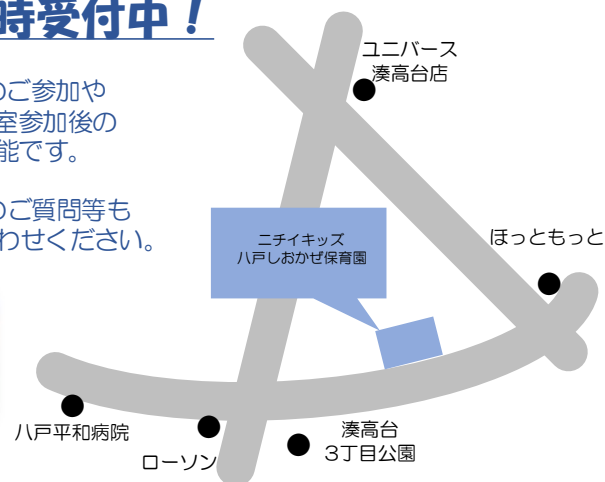 時受付中！
のご参加や
室参加後の
能です。
のご質問等も
わせください。
ユニバース
湊高台店
ニチイキッズ
八戸しおかぜ保育園
ほっともっと
八戸平和病院
ローソン
湊高台
3丁目公園